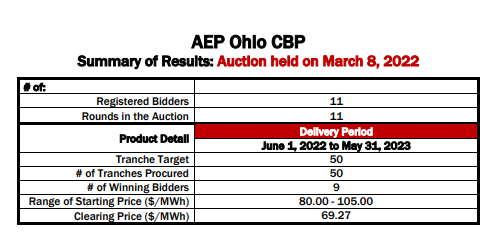 AEP Ohio CBP
Summary of Results: Auction held on March 8, 2022
# of:
Registered Bidders 11
Rounds in the Auction 11
Product Detail Delivery Period
June 1, 2022 to May 31, 2023
Tranche Target 50
# of Tranches Procured 50
# of Winning Bidders 9
Range of Starting Price ($/MWh) 80.00 - 105.00
Clearing Price ($/MWh) 69.27